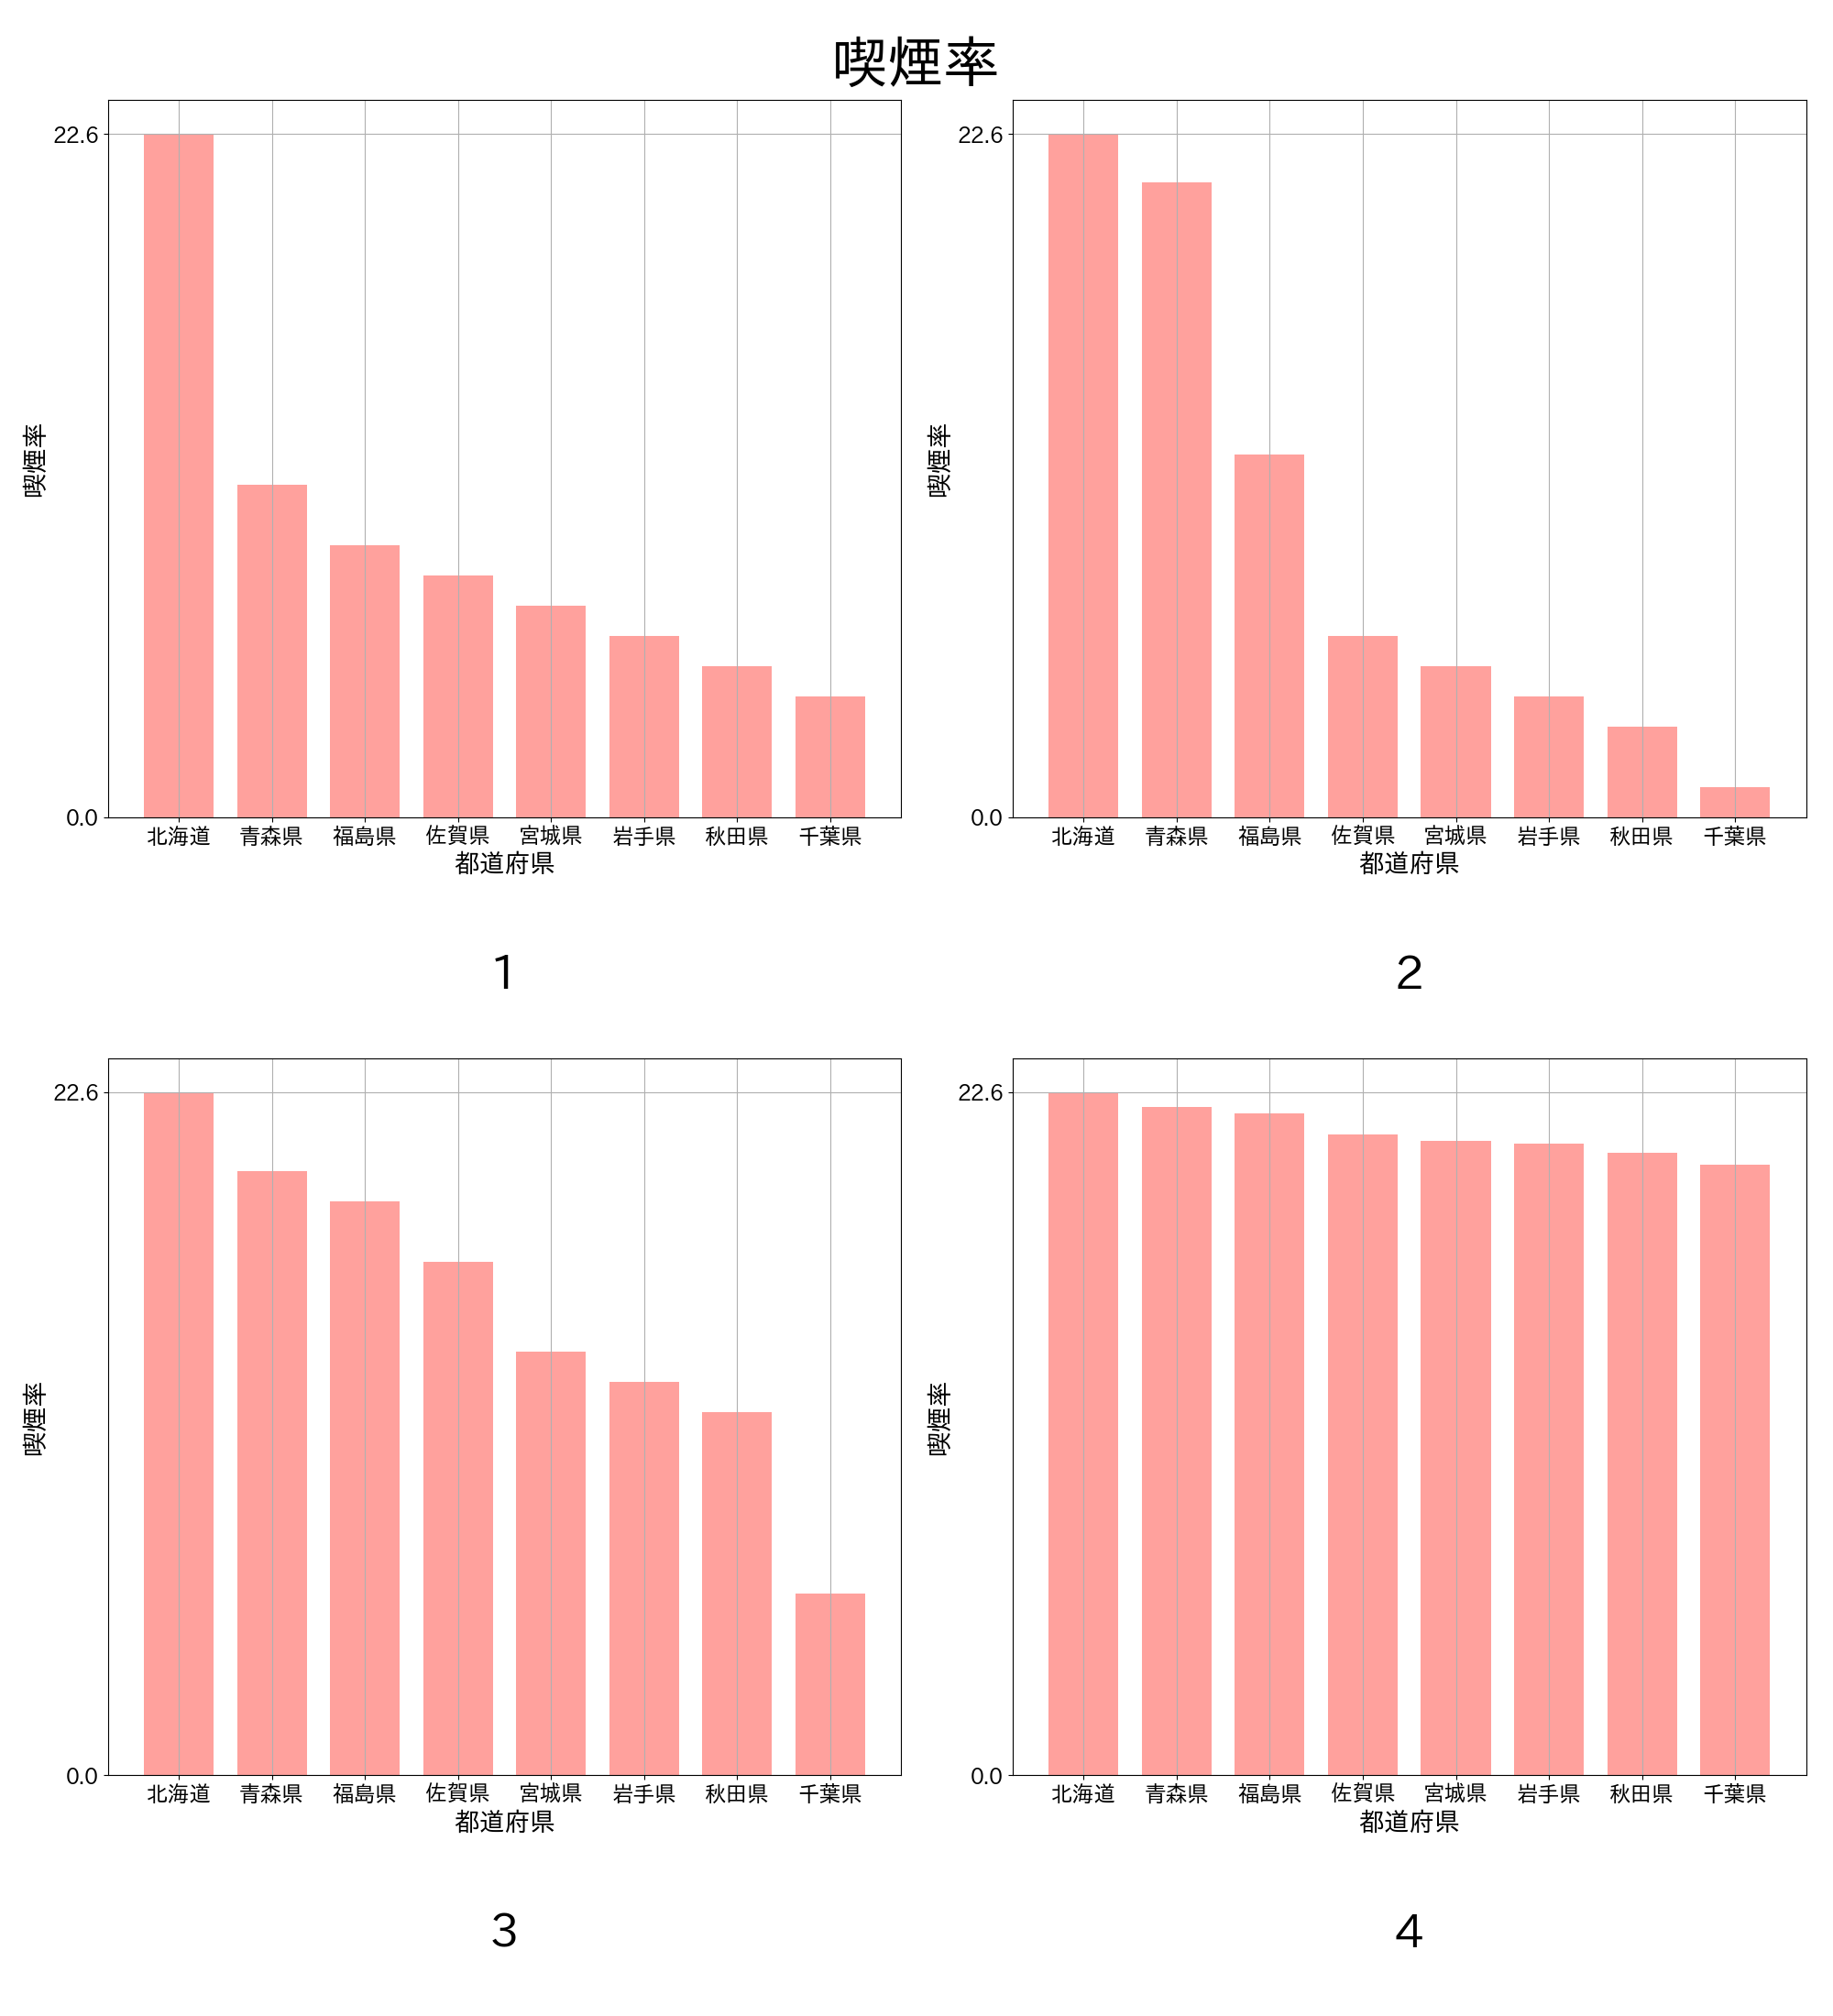 喫煙率
22.6
22.6
喫煙率
喫煙率
0.0
0.0
北海道 青森県 福島県 佐賀県 宮城県 岩手県 秋田県 千葉県
北海道 青森県 福島県 佐賀県 宮城県 岩手県 秋田県 千葉県
都道府県
都道府県
1
2
22.6
22.6
喫煙率
喫煙率
0.0
0.0
北海道 青森県 福島県 佐賀県 宮城県 岩手県 秋田県 千葉県
北海道 青森県 福島県 佐賀県 宮城県 岩手県 秋田県 千葉県
都道府県
都道府県
3
4